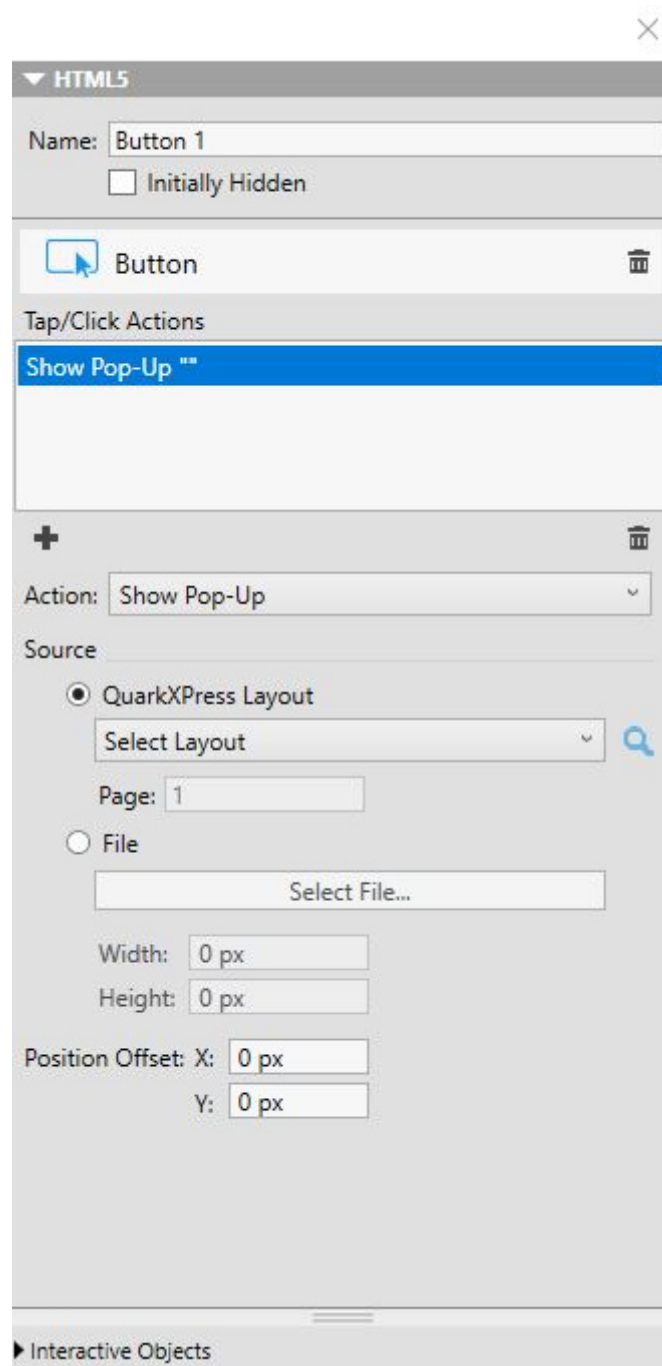 HTML5
Name: Button 1
Initially Hidden
Button
Tap/Click Actions
Show Pop-Up ""
Action: Show Pop-Up
Source
QuarkXPress Layout
Select Layout
Page: 1
File
Select File...
Width: 0 px
Height: 0 px
Position Offset: X: 0 px
Y: 0 px
Interactive Objects